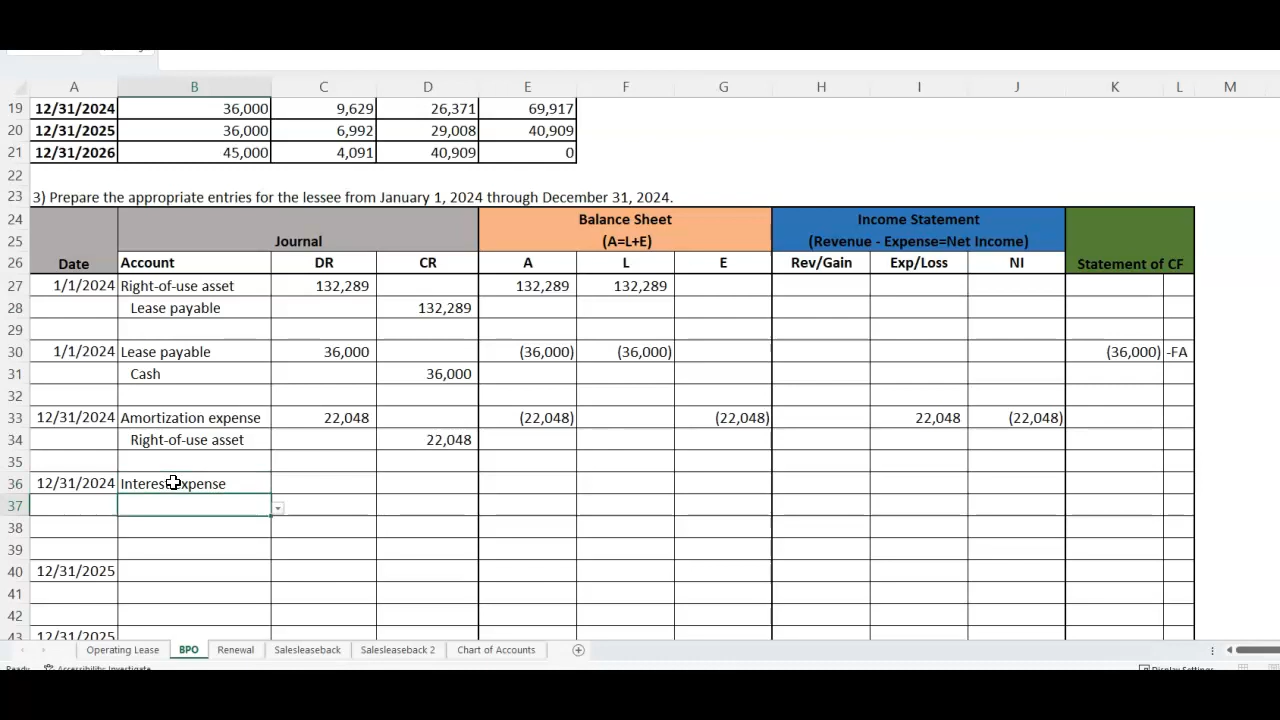 A B C D E F G H I J K L M
19 12/31/2024 36,000 9,629 26,371 69,917
20 12/31/2025 36,000 6,992 29,008 40,909
21 12/31/2026 45,000 4,091 40,909 0
22
23 3) Prepare the appropriate entries for the lessee from January 1, 2024 through December 31, 2024.
24 Balance Sheet Income Statement
25 Journal (A=L+E) (Revenue - Expense=Net Income)
26 Date Account DR CR A L E Rev/Gain Exp/Loss NI Statement of CF
27 1/1/2024 Right-of-use asset 132,289 132,289 132,289
28 Lease payable 132,289
29
30 1/1/2024 Lease payable 36,000 (36,000) (36,000) (36,000) -FA
31 Cash 36,000
32
33 12/31/2024 Amortization expense 22,048 (22,048) (22,048) 22,048 (22,048)
34 Right-of-use asset 22,048
35
36 12/31/2024 Interest expense
37
38
39
40 12/31/2025
41
42
43 12/31/2025
Operating Lease BPO Renewal Salesleaseback Salesleaseback 2 Chart of Accounts
Ready Accessibility: Investigate Display Settings